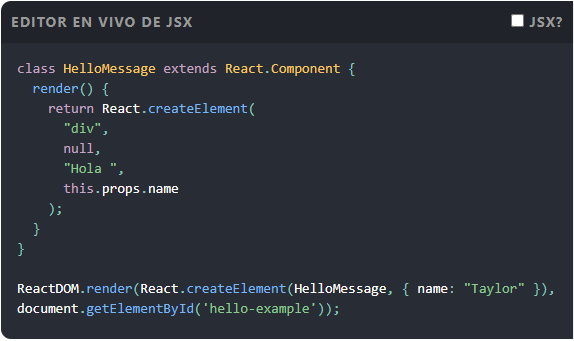 EDITOR EN VIVO DE JSX
JSX?
class HelloMessage extends React.Component {
  render() {
    return React.createElement(
      "div",
      null,
      "Hola ",
      this.props.name
    );
  }
}
ReactDOM.render(React.createElement(HelloMessage, { name: "Taylor" }),
document.getElementById('hello-example'));